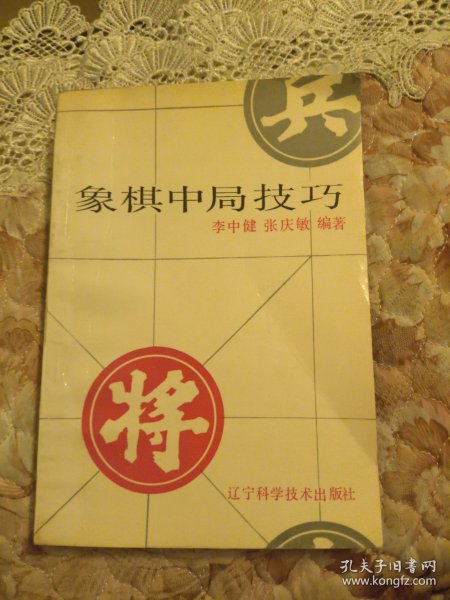 兵
象棋中局技巧
李中健 张庆敏 编著
将
辽宁科学技术出版社
孔夫子旧书网
www.kongfz.com